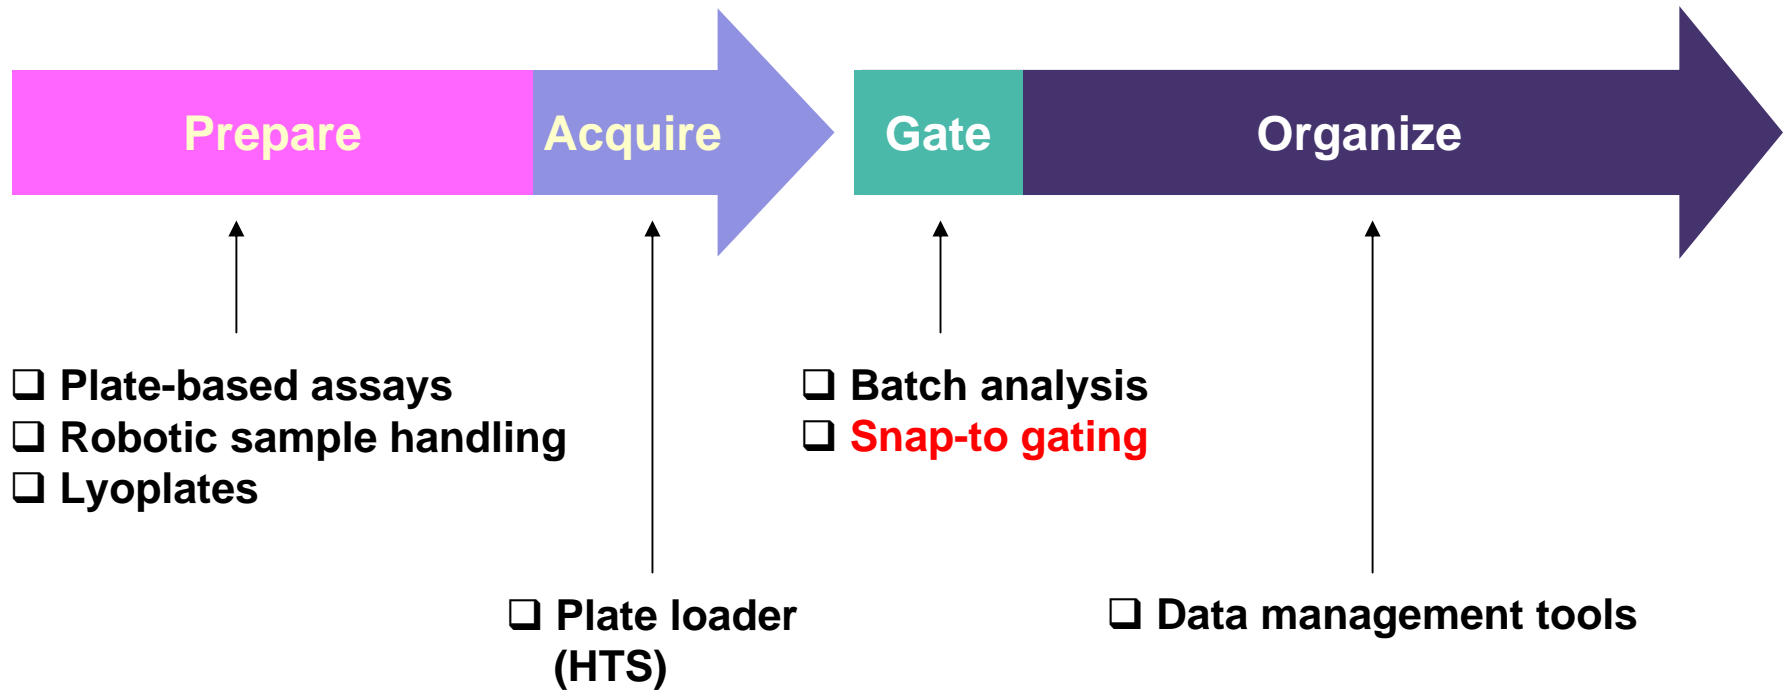 Prepare
Acquire
Gate
Organize
❑ Plate-based assays
❑ Robotic sample handling
❑ Lyoplates
❑ Batch analysis
❑ Snap-to gating
❑ Plate loader
(HTS)
❑ Data management tools